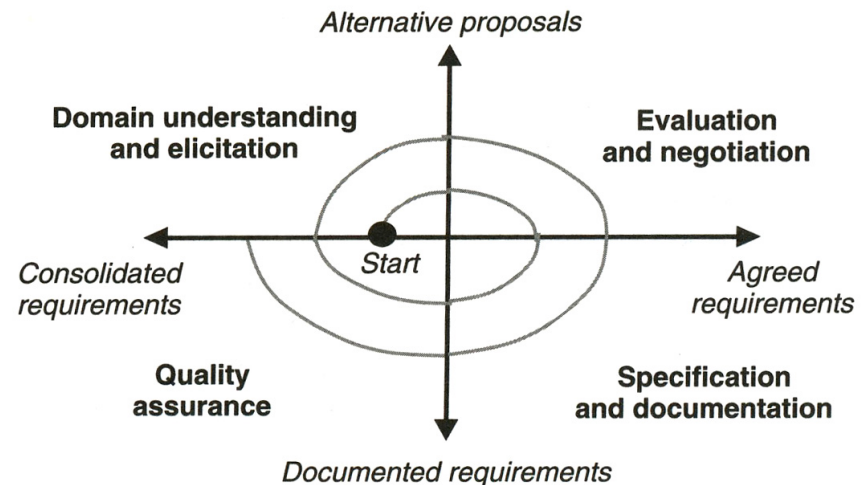 Alternative proposals
Domain understanding
and elicitation
Evaluation
and negotiation
Start
Consolidated
requirements
Agreed
requirements
Quality
assurance
Specification
and documentation
Documented requirements